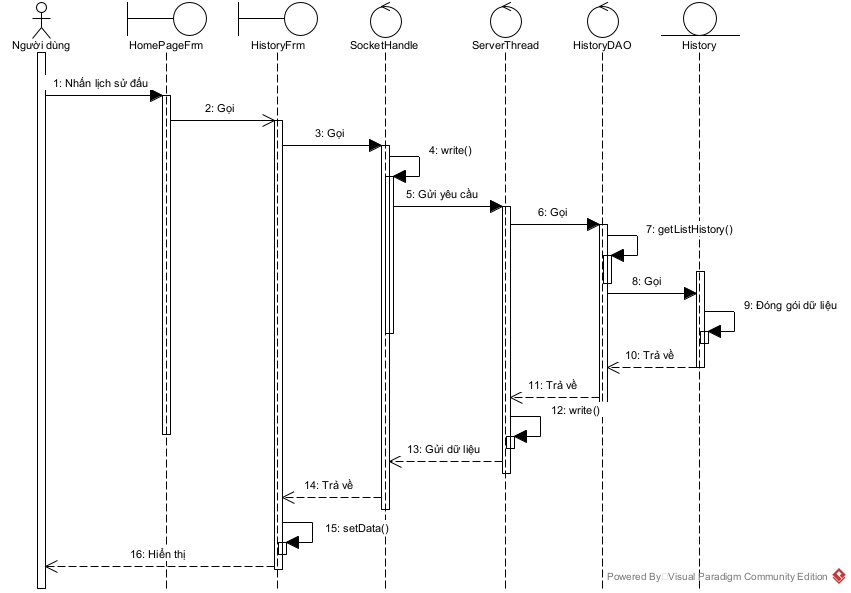 Người dùng
HomePageFrm
HistoryFrm
SocketHandle
ServerThread
HistoryDAO
History
1: Nhấn lịch sử đấu
2: Gọi
3: Gọi
4: write()
5: Gửi yêu cầu
6: Gọi
7: getListHistory()
8: Gọi
9: Đóng gói dữ liệu
10: Trả về
11: Trả về
12: write()
13: Gửi dữ liệu
14: Trả về
15: setData()
16: Hiển thị
Powered By Visual Paradigm Community Edition